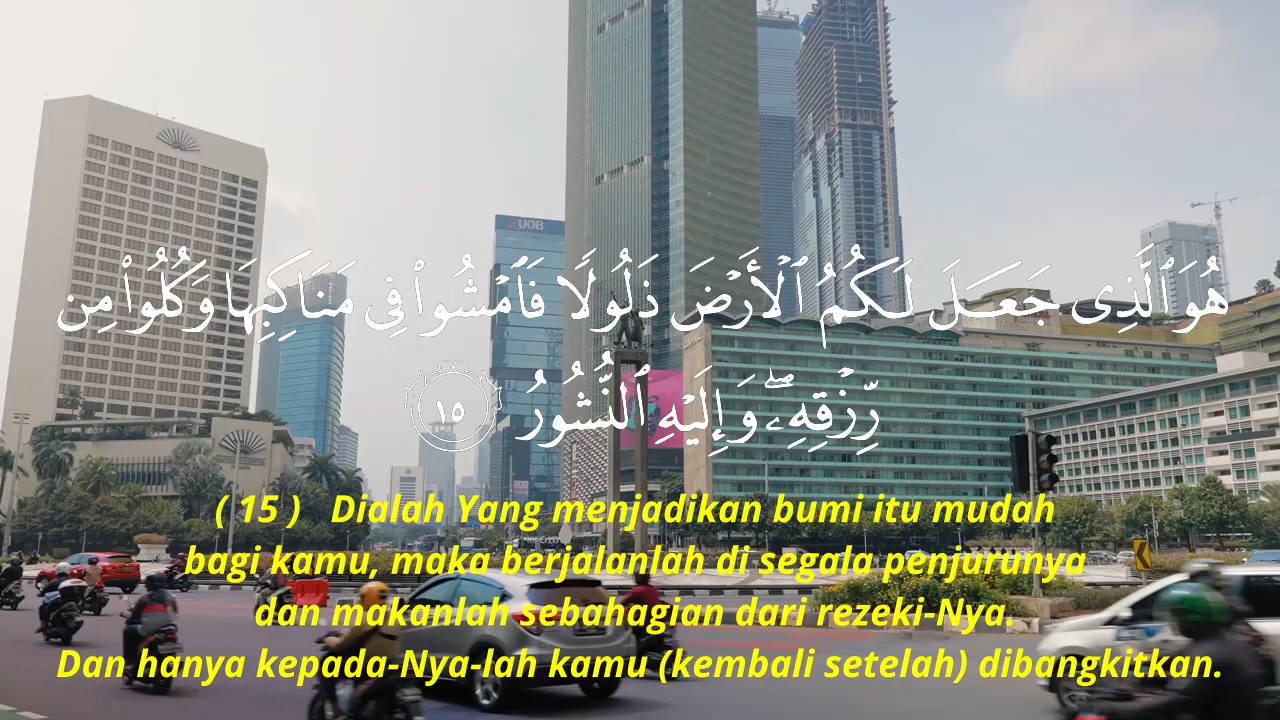 UOB
هُوَ ٱلَّذِى جَعَلَ لَكُمُ ٱلْأَرْضَ ذَلُولًا فَٱمْشُوا۟ فِى مَنَاكِبِهَا وَكُلُوا۟ مِن
رِّزْقِهِۦ ۖ وَإِلَيْهِ ٱلنُّشُورُ ١٥
( 15 ) Dialah Yang menjadikan bumi itu mudah
bagi kamu, maka berjalanlah di segala penjurunya
dan makanlah sebahagian dari rezeki-Nya.
Dan hanya kepada-Nya-lah kamu (kembali setelah) dibangkitkan.